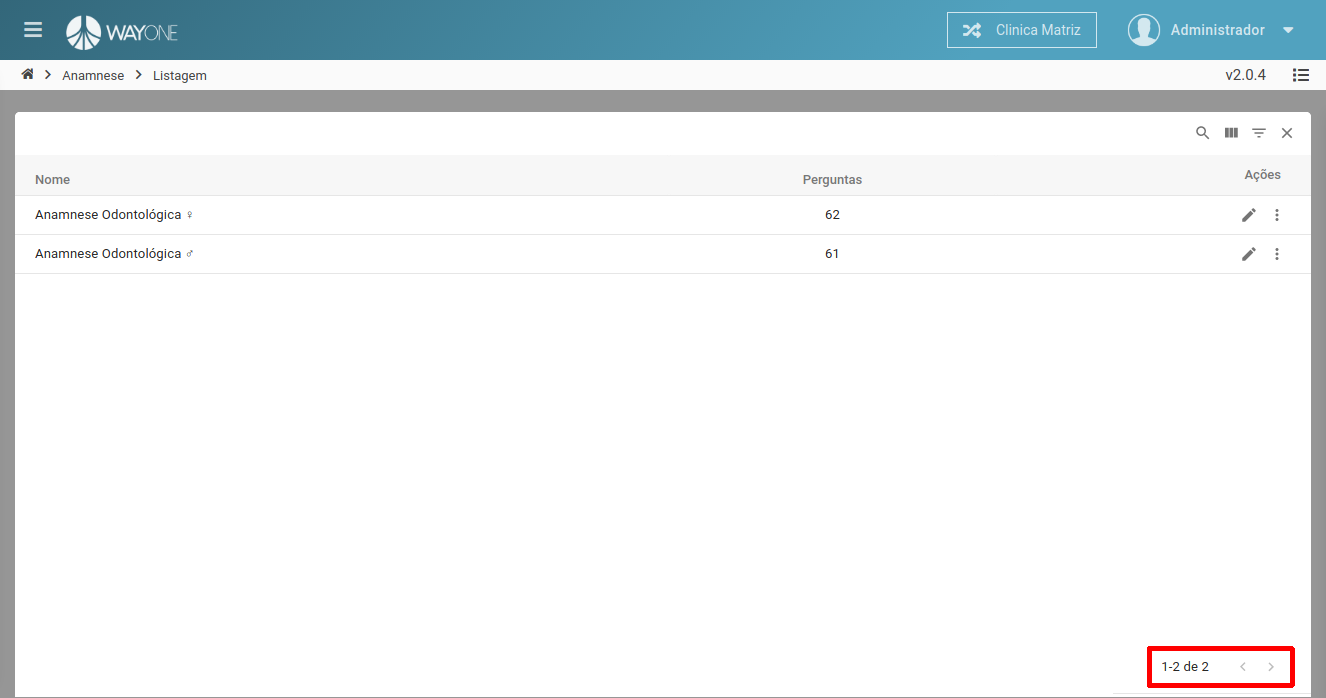 WAYONE
Clinica Matriz
Administrador
Anamnese
Listagem
v2.0.4
Nome
Perguntas
Ações
Anamnese Odontológica ♀
62
Anamnese Odontológica ♂
61
1-2 de 2